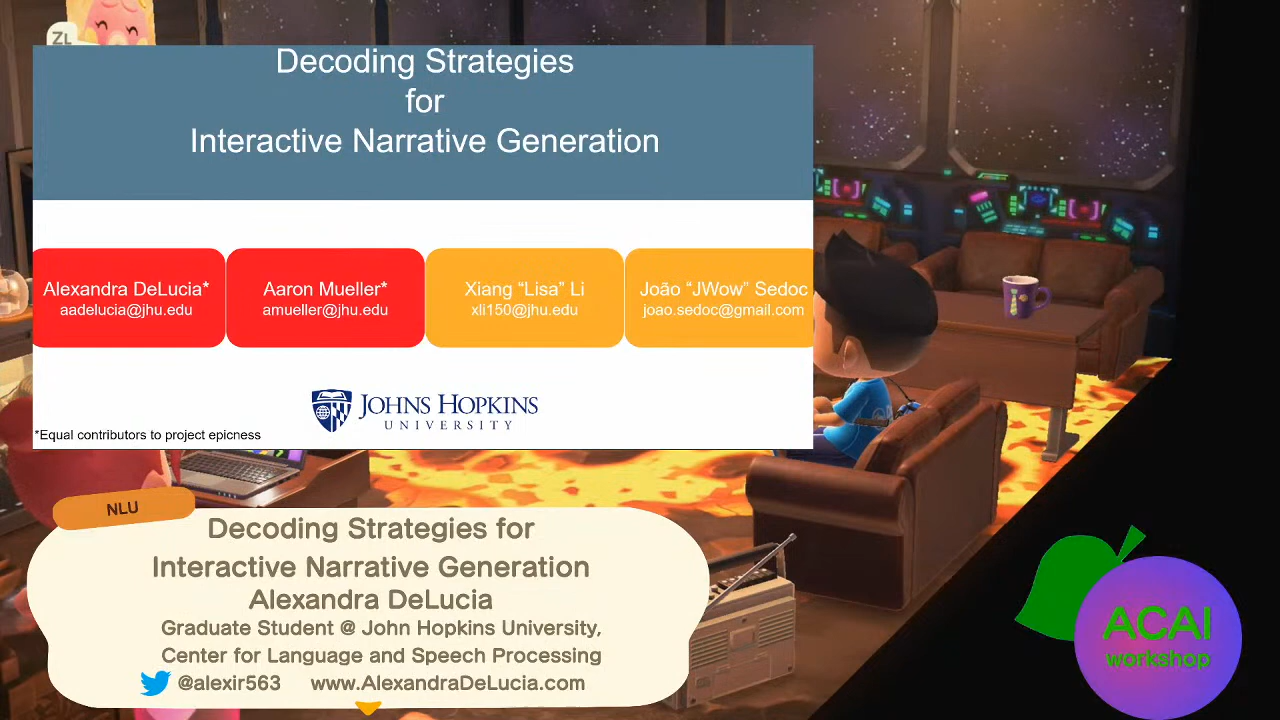 ZL
Decoding Strategies
for
Interactive Narrative Generation
Alexandra DeLucia*
aadelucia@jhu.edu
Aaron Mueller*
amueller@jhu.edu
Xiang “Lisa” Li
xli150@jhu.edu
João “JWow” Sedoc
joao.sedoc@gmail.com
JOHNS HOPKINS
UNIVERSITY
*Equal contributors to project epicness
NLU
Decoding Strategies for
Interactive Narrative Generation
Alexandra DeLucia
Graduate Student @ John Hopkins University,
Center for Language and Speech Processing
@alexir563 www.AlexandraDeLucia.com
ACAI
workshop